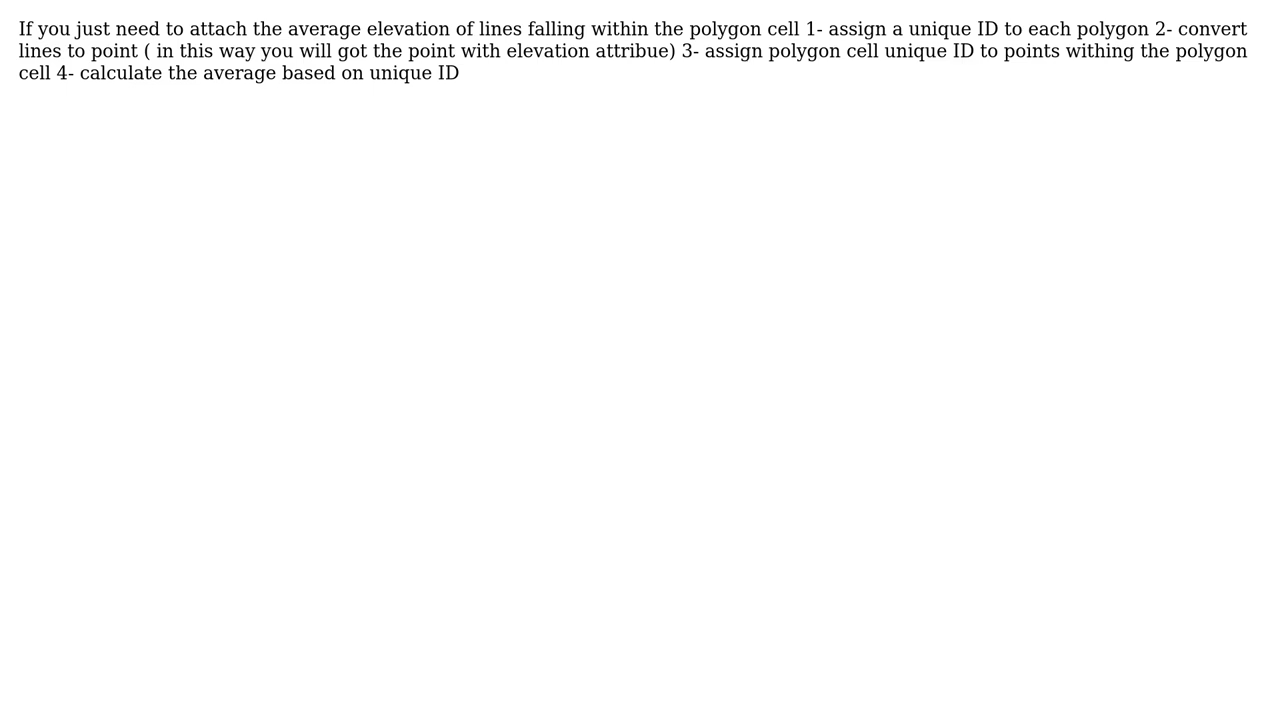 If you just need to attach the average elevation of lines falling within the polygon cell 1- assign a unique ID to each polygon 2- convert
lines to point ( in this way you will got the point with elevation attribue) 3- assign polygon cell unique ID to points withing the polygon
cell 4- calculate the average based on unique ID